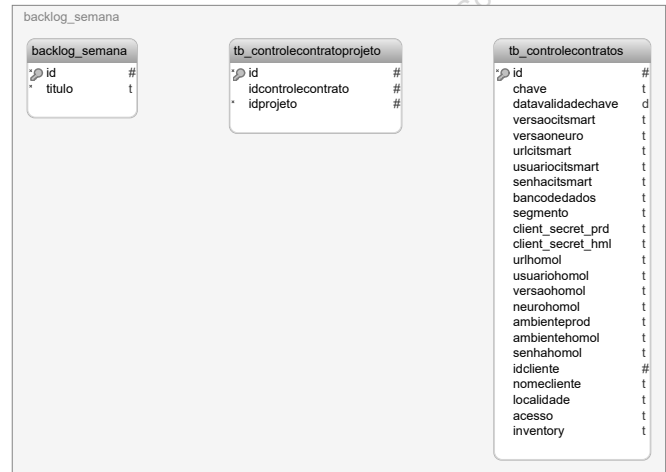 backlog_semana
backlog_semana
* id #
* titulo t
tb_controlecontratoprojeto
* id #
idcontrolecontrato #
* idprojeto #
tb_controlecontratos
* id #
chave t
datavalidadechave d
versaocitsmart t
versaoneuro t
urlcitsmart t
usuariocitsmart t
senhacitsmart t
bancodedados t
segmento t
client_secret_prd t
client_secret_hml t
urlhomol t
usuariohomol t
versaohomol t
neurohomol t
ambienteprod t
ambientehomol t
senhahomol t
idcliente #
nomecliente t
localidade t
acesso t
inventory t